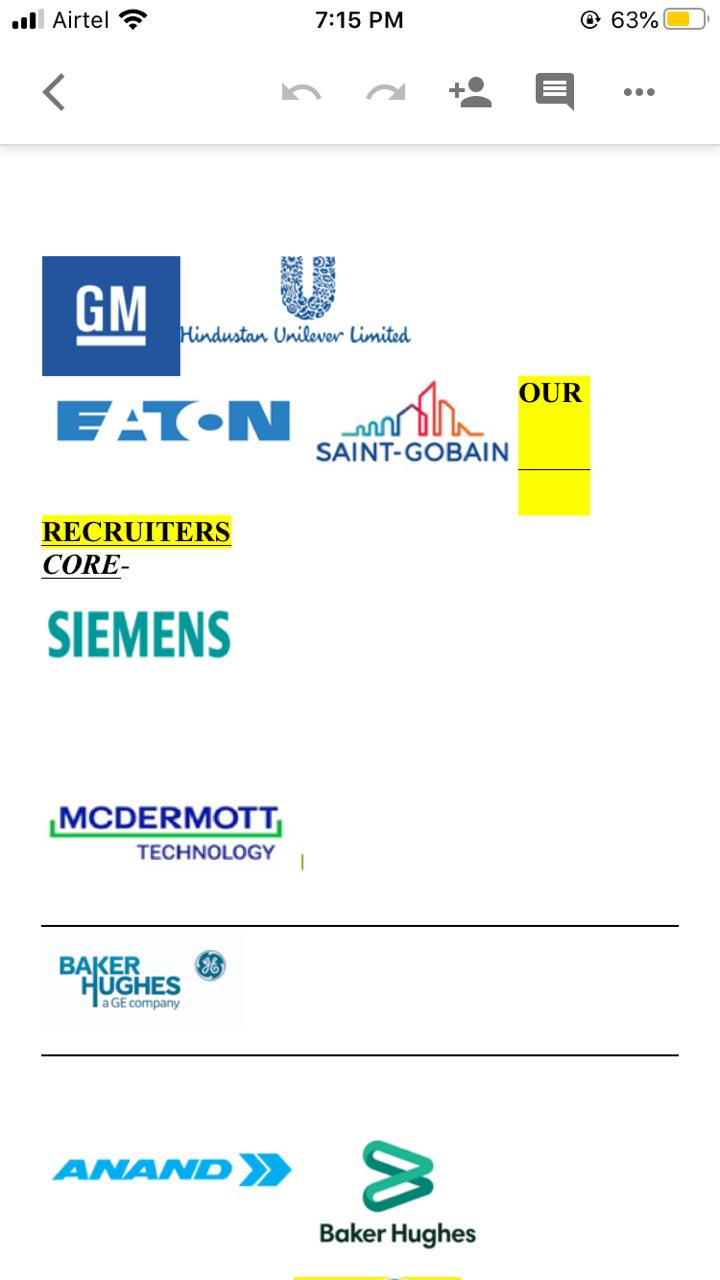 Airtel 7:15 PM 63%
GM
Hindustan Unilever Limited
EATON SAINT-GOBAIN OUR
RECRUITERS
CORE-
SIEMENS
MCDERMOTT
TECHNOLOGY
BAKER
HUGHES GE
a GE company
ANAND
Baker Hughes